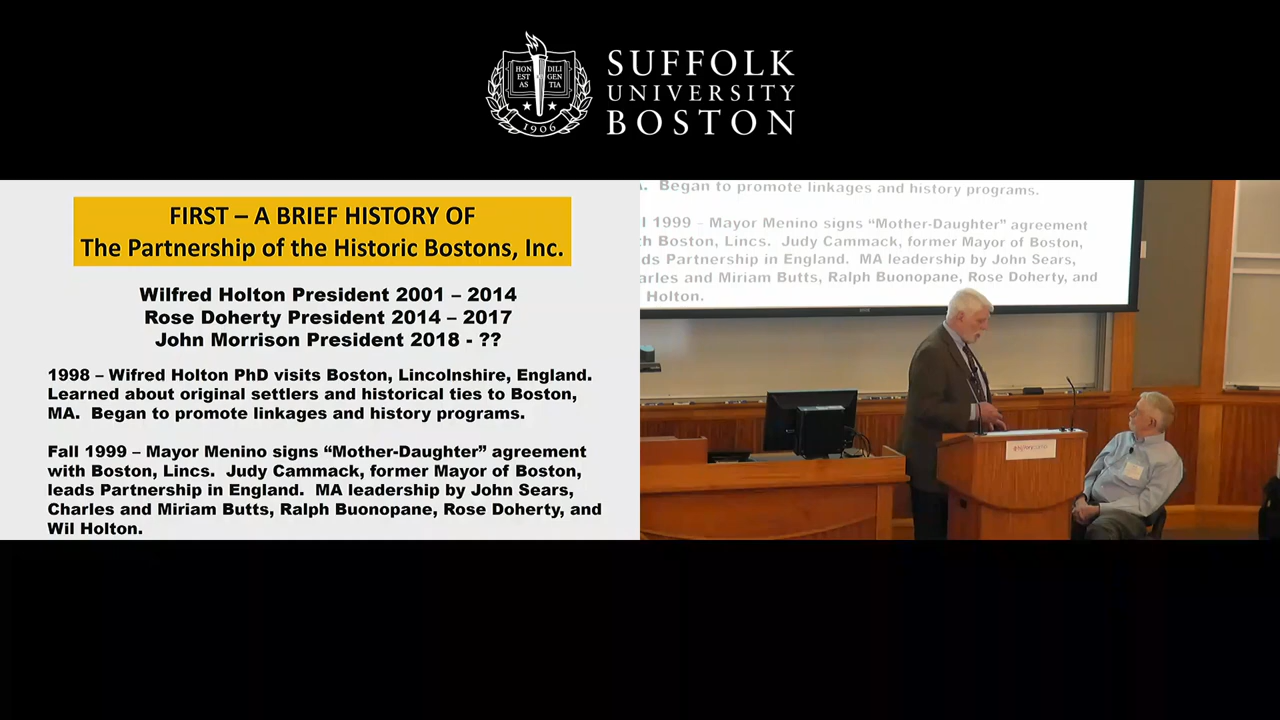 HON
EST
AS
DILI
GEN
TIA
1906
SUFFOLK
UNIVERSITY
BOSTON
FIRST – A BRIEF HISTORY OF
The Partnership of the Historic Bostons, Inc.
Wilfred Holton President 2001 – 2014
Rose Doherty President 2014 – 2017
John Morrison President 2018 - ??
1998 – Wifred Holton PhD visits Boston, Lincolnshire, England.
Learned about original settlers and historical ties to Boston,
MA.  Began to promote linkages and history programs.
Fall 1999 – Mayor Menino signs “Mother-Daughter” agreement
with Boston, Lincs.  Judy Cammack, former Mayor of Boston,
leads Partnership in England.  MA leadership by John Sears,
Charles and Miriam Butts, Ralph Buonopane, Rose Doherty, and
Wil Holton.
Began to promote linkages and history programs.
1999 – Mayor Menino signs “Mother-Daughter” agreement
Boston, Lincs.  Judy Cammack, former Mayor of Boston,
Partnership in England.  MA leadership by John Sears,
and Miriam Butts, Ralph Buonopane, Rose Doherty, and
Holton.